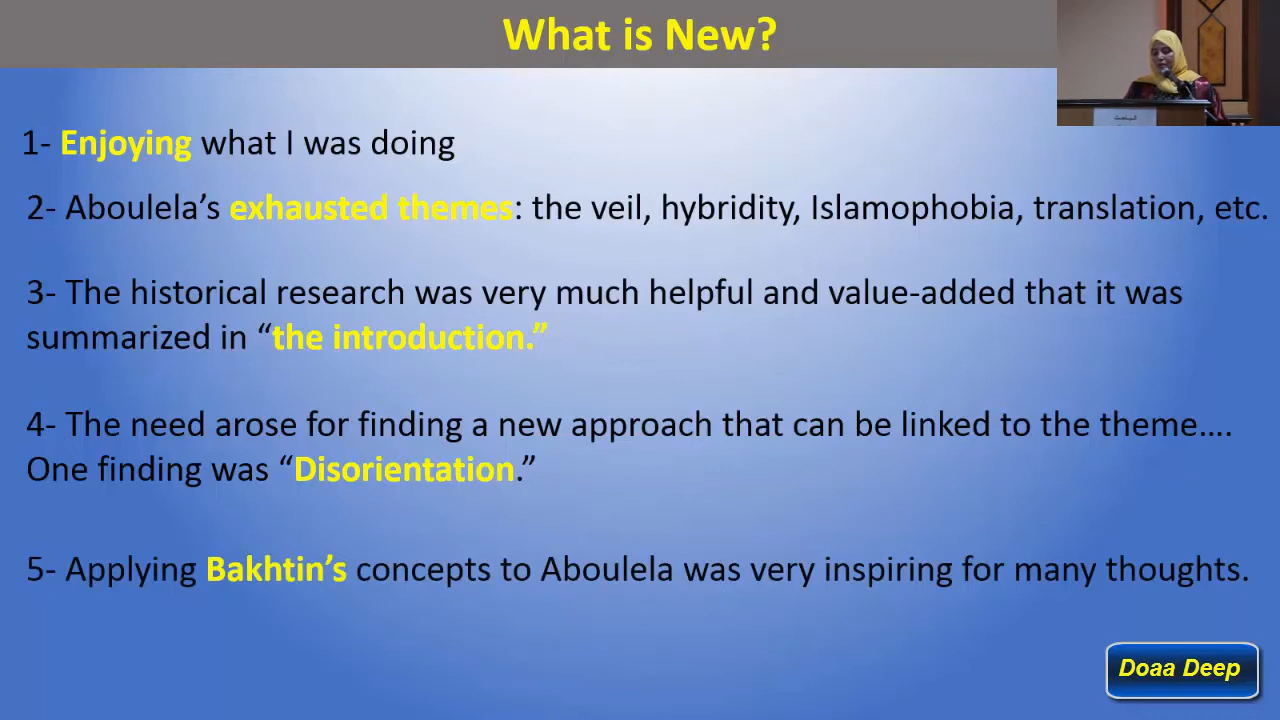 What is New?
الباحث
1- Enjoying what I was doing
2- Aboulela’s exhausted themes: the veil, hybridity, Islamophobia, translation, etc.
3- The historical research was very much helpful and value-added that it was
summarized in “the introduction.”
4- The need arose for finding a new approach that can be linked to the theme….
One finding was “Disorientation.”
5- Applying Bakhtin’s concepts to Aboulela was very inspiring for many thoughts.
Doaa Deep